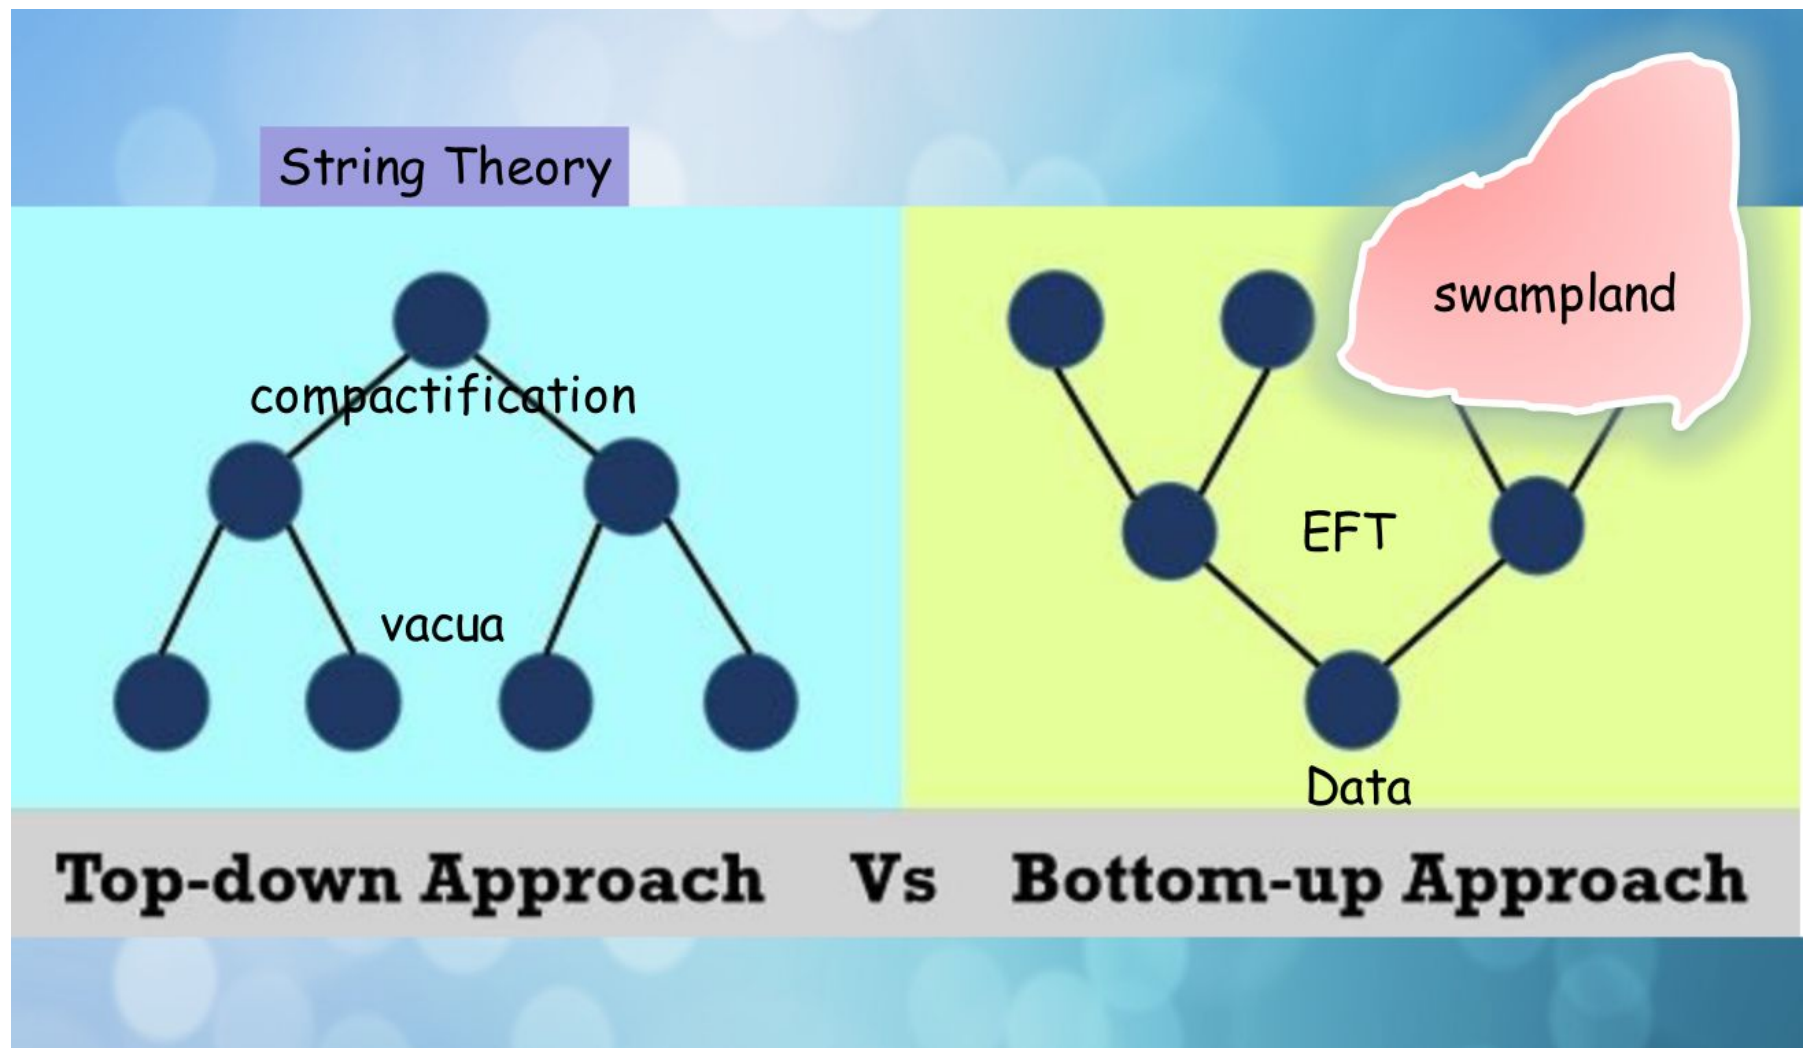 String Theory
compactification
vacua
swampland
EFT
Data
Top-down Approach Vs Bottom-up Approach